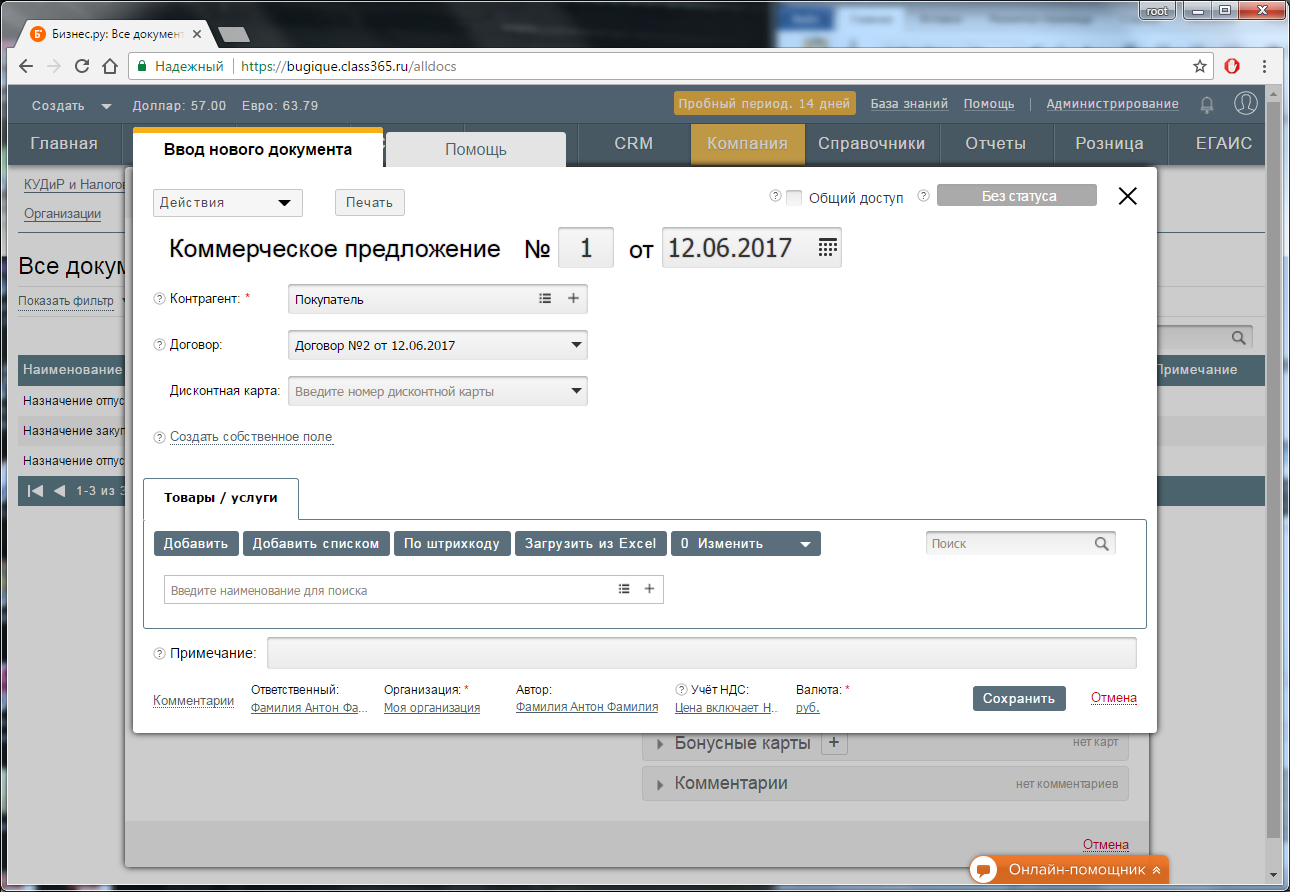 root
Бизнес.ру: Все документ
Надежный https://bugique.class365.ru/alldocs
Создать Доллар: 57.00 Евро: 63.79 Пробный период. 14 дней База знаний Помощь Администрирование
Главная CRM Компания Справочники Отчеты Розница ЕГАИС
Ввод нового документа Помощь
КУДиР и Налогов
Организации
Действия Печать Общий доступ Без статуса
Коммерческое предложение № 1 от 12.06.2017
Все докум
Показать фильтр
Контрагент: * Покупатель
Договор: Договор №2 от 12.06.2017
Наименование Примечание
Дисконтная карта: Введите номер дисконтной карты
Назначение отпус
Назначение закуп
Создать собственное поле
Назначение отпус
1-3 из 3
Товары / услуги
Добавить Добавить списком По штрихкоду Загрузить из Excel 0 Изменить Поиск
Введите наименование для поиска
Примечание:
Комментарии
Ответственный: Организация: * Автор: Учёт НДС: Валюта: *
Фамилия Антон Фа... Моя организация Фамилия Антон Фамилия Цена включает Н... руб.
Сохранить Отмена
Бонусные карты + нет карт
Комментарии нет комментариев
Отмена
Онлайн-помощник